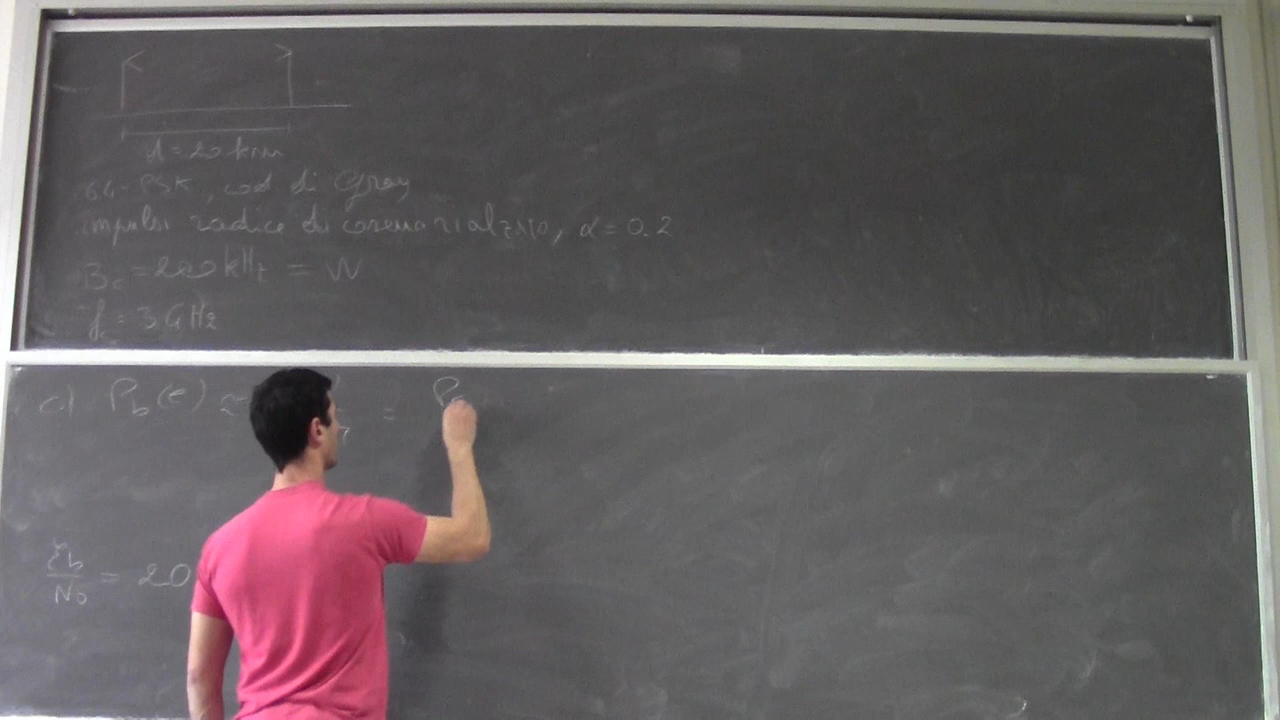 d = 20 km
64-PSK, cod di Gray
impulsi radice di coseno rialzato, α = 0.2
Bc = 200 kHz = W
fc = 3 GHz
c) Pb(e) ≈ =
Eb/N0 = 20